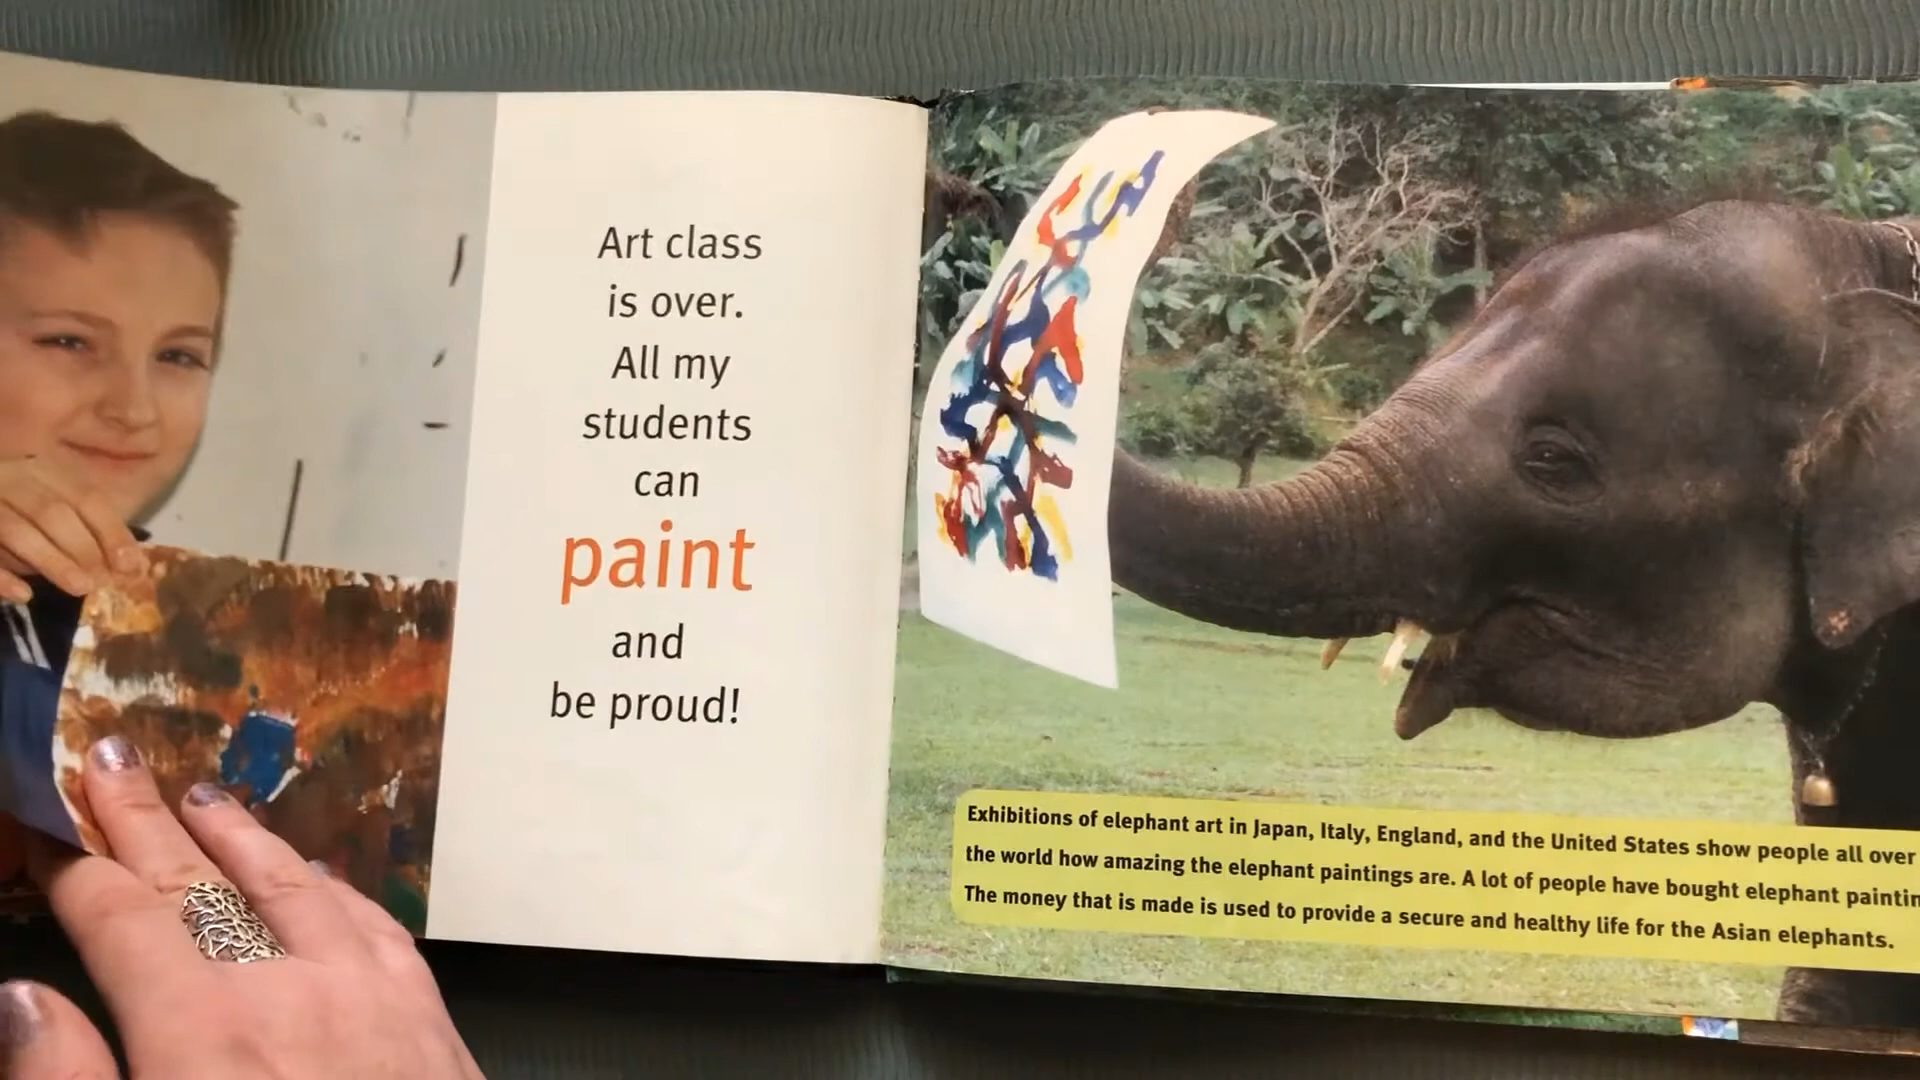 Art class
is over.
All my
students
can
paint
and
be proud!
Exhibitions of elephant art in Japan, Italy, England, and the United States show people all over
the world how amazing the elephant paintings are. A lot of people have bought elephant
The money that is made is used to provide a secure and healthy life for the Asian elephants.